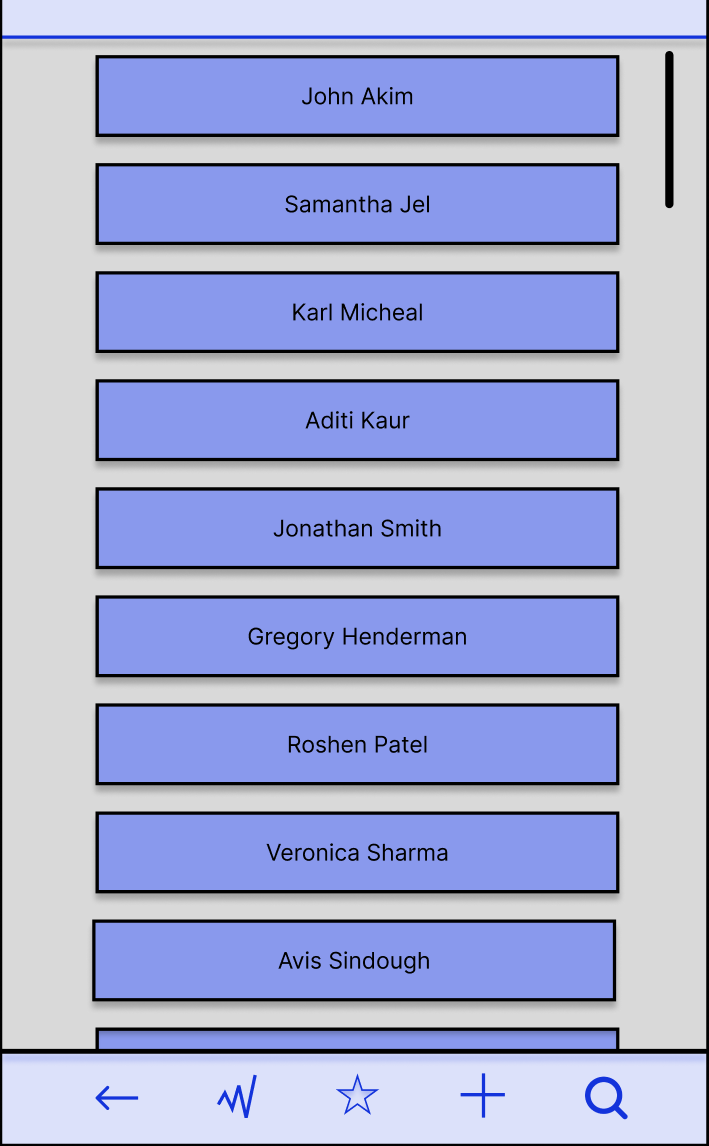 John Akim
Samantha Jel
Karl Micheal
Aditi Kaur
Jonathan Smith
Gregory Henderman
Roshen Patel
Veronica Sharma
Avis Sindough